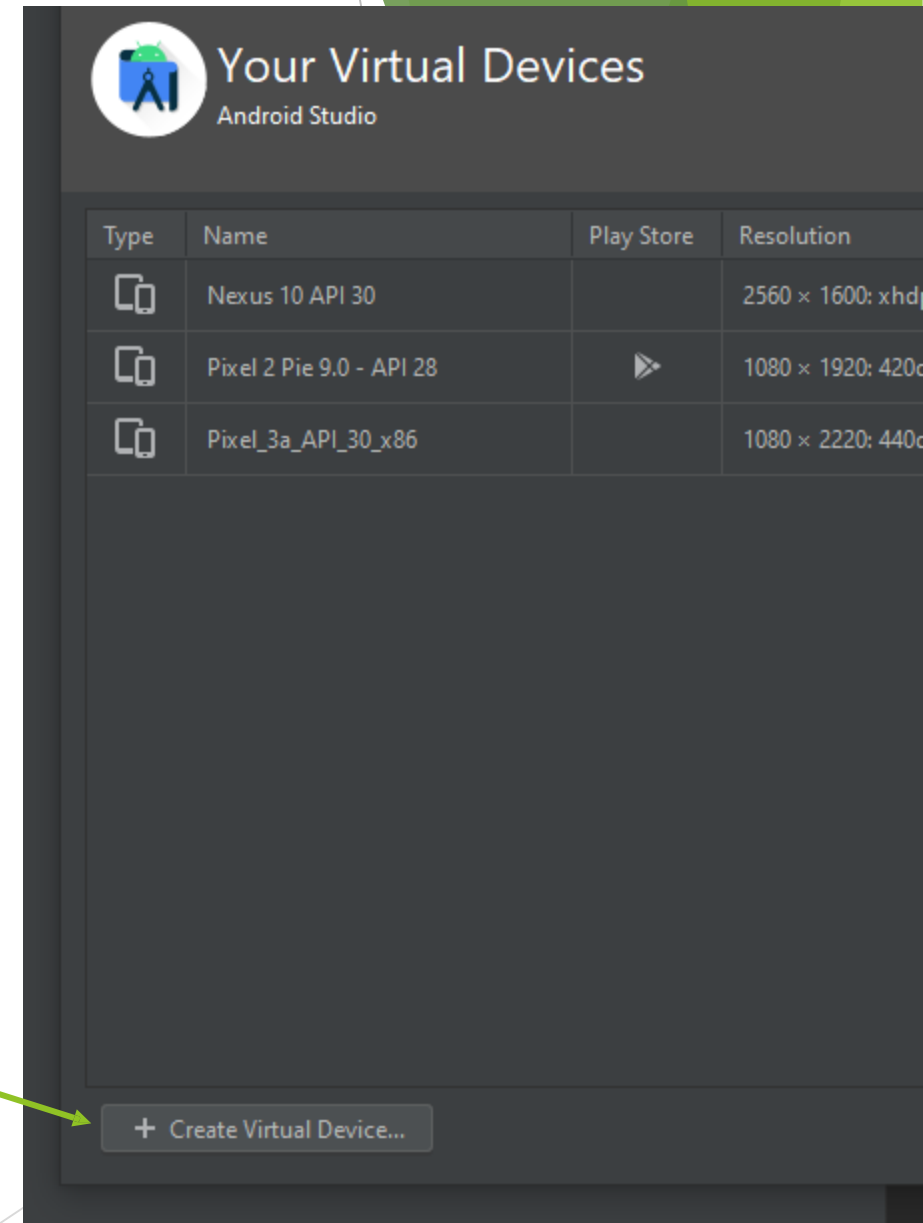 Your Virtual Devices
Android Studio
Type Name Play Store Resolution
Nexus 10 API 30 2560 × 1600: xhd
Pixel 2 Pie 9.0 - API 28 1080 × 1920: 420
Pixel_3a_API_30_x86 1080 × 2220: 440
+ Create Virtual Device...